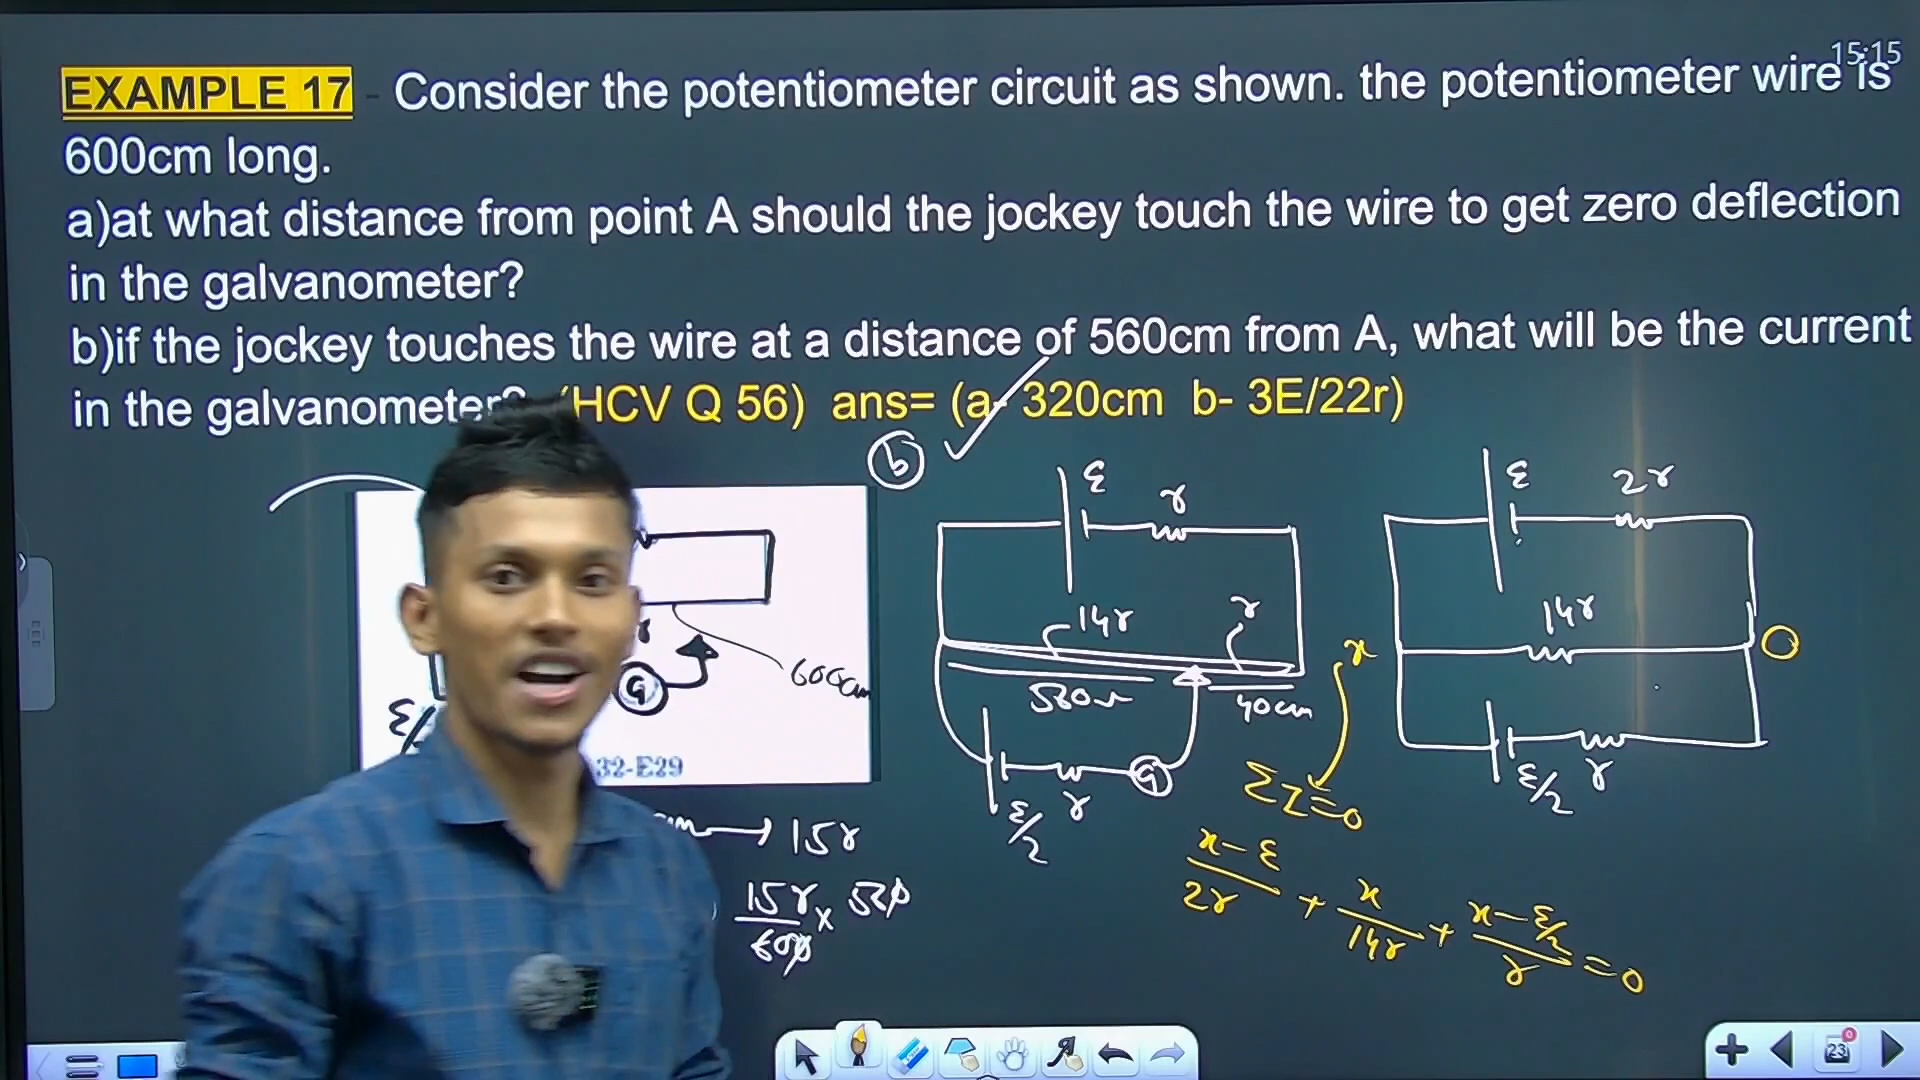 15:15
EXAMPLE 17 - Consider the potentiometer circuit as shown. the potentiometer wire is
600cm long.
a)at what distance from point A should the jockey touch the wire to get zero deflection
in the galvanometer?
b)if the jockey touches the wire at a distance of 560cm from A, what will be the current
in the galvanometer? (HCV Q 56) ans= (a- 320cm b- 3E/22r)
b
ε r
ε 2r
14r r
14r
x 0
600cm
G
40cm
ε/
G
ε/2 r
ε/2 r
32-E29
ΣI=0
→ 15r
15r/600 ×
x-ε/2r + x/14r + x-ε/2/r = 0
23